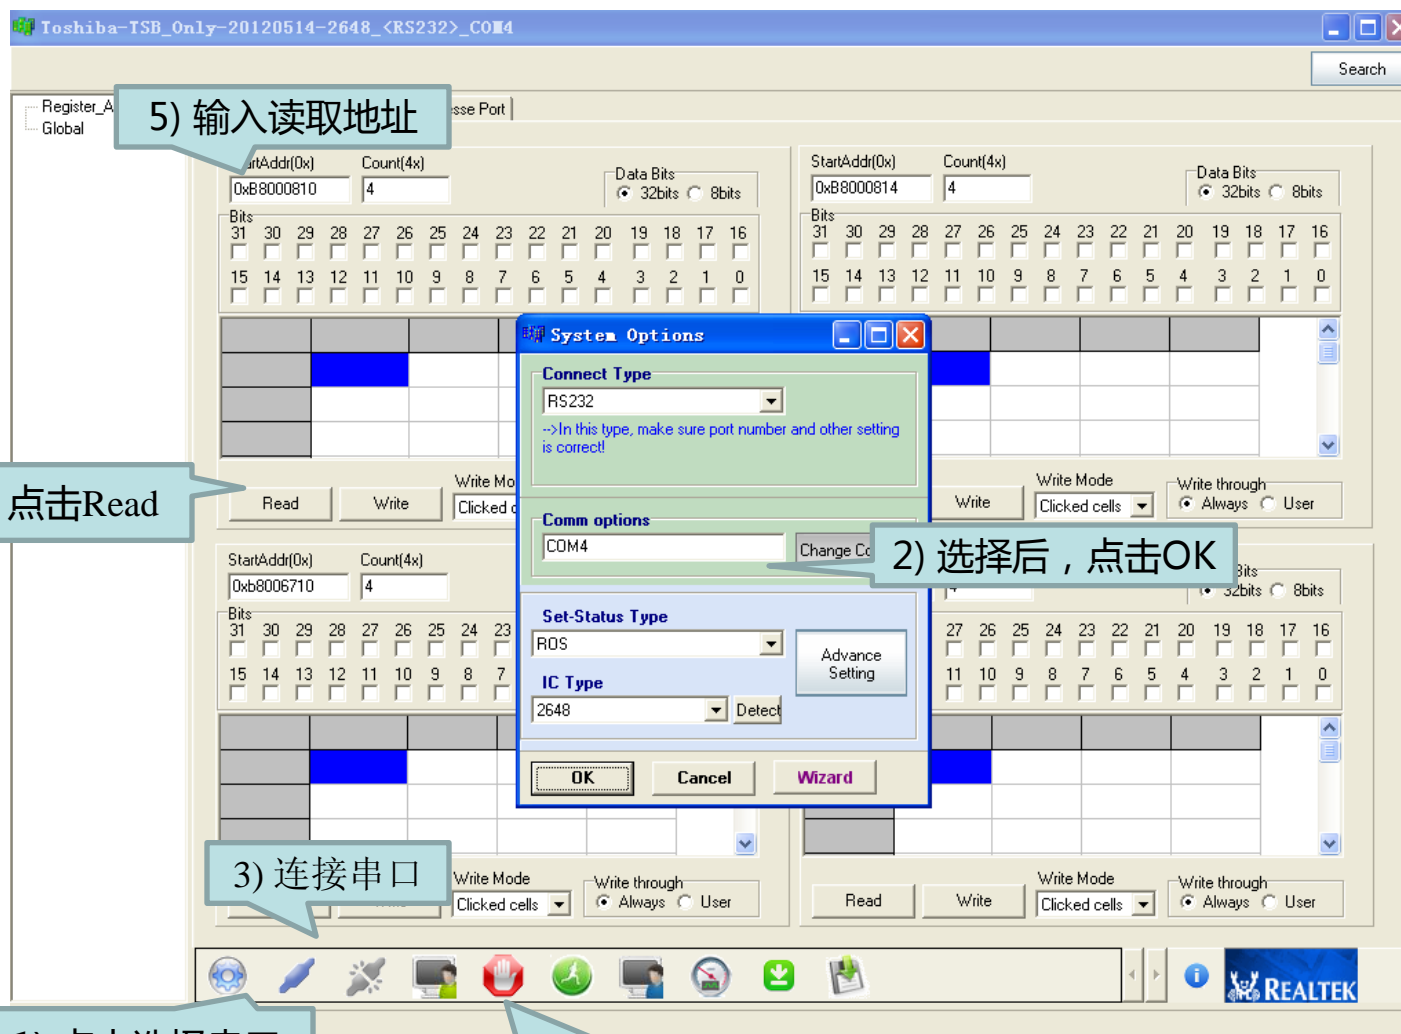 Toshiba-TSB_Only-20120514-2648_<RS232>_COM4
Search
Register_A
Global
5) 输入读取地址
esse Port
artAddr(0x) Count(4x)
0xB8000810 4
Data Bits
32bits 8bits
Bits
31 30 29 28 27 26 25 24 23 22 21 20 19 18 17 16
15 14 13 12 11 10 9 8 7 6 5 4 3 2 1 0
StartAddr(0x) Count(4x)
0xB8000814 4
Data Bits
32bits 8bits
Bits
31 30 29 28 27 26 25 24 23 22 21 20 19 18 17 16
15 14 13 12 11 10 9 8 7 6 5 4 3 2 1 0
System Options
Connect Type
RS232
-->In this type, make sure port number and other setting
is correct!
Comm options
COM4
Change Co
2) 选择后，点击OK
Set-Status Type
ROS
Advance
Setting
IC Type
2648 Detect
OK Cancel Wizard
点击Read
Read Write
Write Mo
Clicked c
Write
Write Mode
Clicked cells
Write through
Always User
StartAddr(0x) Count(4x)
0xb8006710 4
Bits
31 30 29 28 27 26 25 24 23
15 14 13 12 11 10 9 8 7
Bits
32bits 8bits
27 26 25 24 23 22 21 20 19 18 17 16
11 10 9 8 7 6 5 4 3 2 1 0
3) 连接串口
Write Mode
Clicked cells
Write through
Always User
Read Write
Write Mode
Clicked cells
Write through
Always User
REALTEK